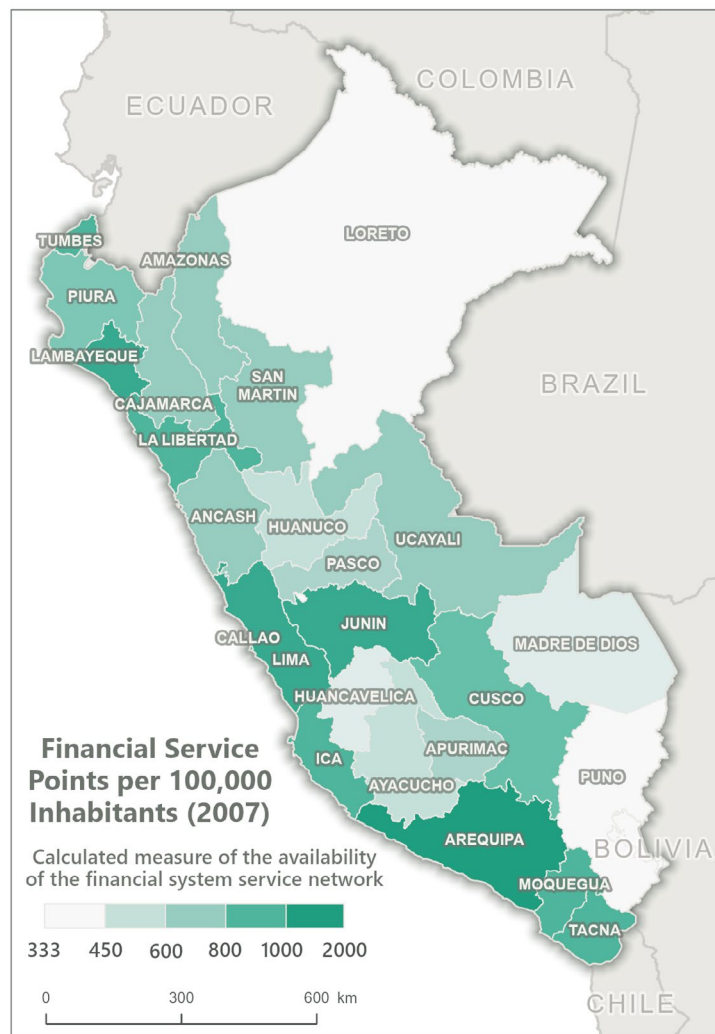 COLOMBIA
ECUADOR
LORETO
TUMBES
AMAZONAS
PIURA
LAMBAYEQUE
SAN
MARTIN
BRAZIL
CAJAMARCA
LA LIBERTAD
ANCASH
HUANUCO
UCAYALI
PASCO
JUNIN
CALLAO
LIMA
MADRE DE DIOS
HUANCAVELICA
CUSCO
ICA
APURIMAC
AYACUCHO
PUNO
AREQUIPA
BOLIVIA
MOQUEGUA
TACNA
CHILE
Financial Service
Points per 100,000
Inhabitants (2007)
Calculated measure of the availability
of the financial system service network
333 450 600 800 1000 2000
0 300 600 km